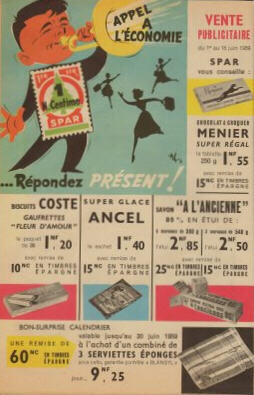 APPEL
A
L'ÉCONOMIE
1
N.Centime
SPAR
...Répondez PRÉSENT!
VENTE
PUBLICITAIRE
du 1er au 15 juin 1959
SPAR
vous conseille :
CHOCOLAT A CROQUER
MENIER
SUPER RÉGAL
la tablette
250 g
1NF.55
avec remise de
15NC EN TIMBRES
ÉPARGNE
BISCUITS COSTE
GAUFRETTES
"FLEUR D'AMOUR"
le paquet
1NF.20
avec remise de
10NC EN TIMBRES
ÉPARGNE
SUPER GLACE
ANCEL
le sachet 1NF.40
avec remise de
15NC EN TIMBRES
ÉPARGNE
SAVON "A L'ANCIENNE"
EN ÉTUI DE :
l'étui 2NF.85
l'étui 2NF.50
avec remise de
25NC EN TIMBRES
ÉPARGNE
15NC EN TIMBRES
ÉPARGNE
BON-SURPRISE CALENDRIER
UNE REMISE DE
60NC EN TIMBRES
ÉPARGNE
valable jusqu'au 30 juin 1959
à l'achat d'un combiné de
3 SERVIETTES ÉPONGES
pour... 9NF.25